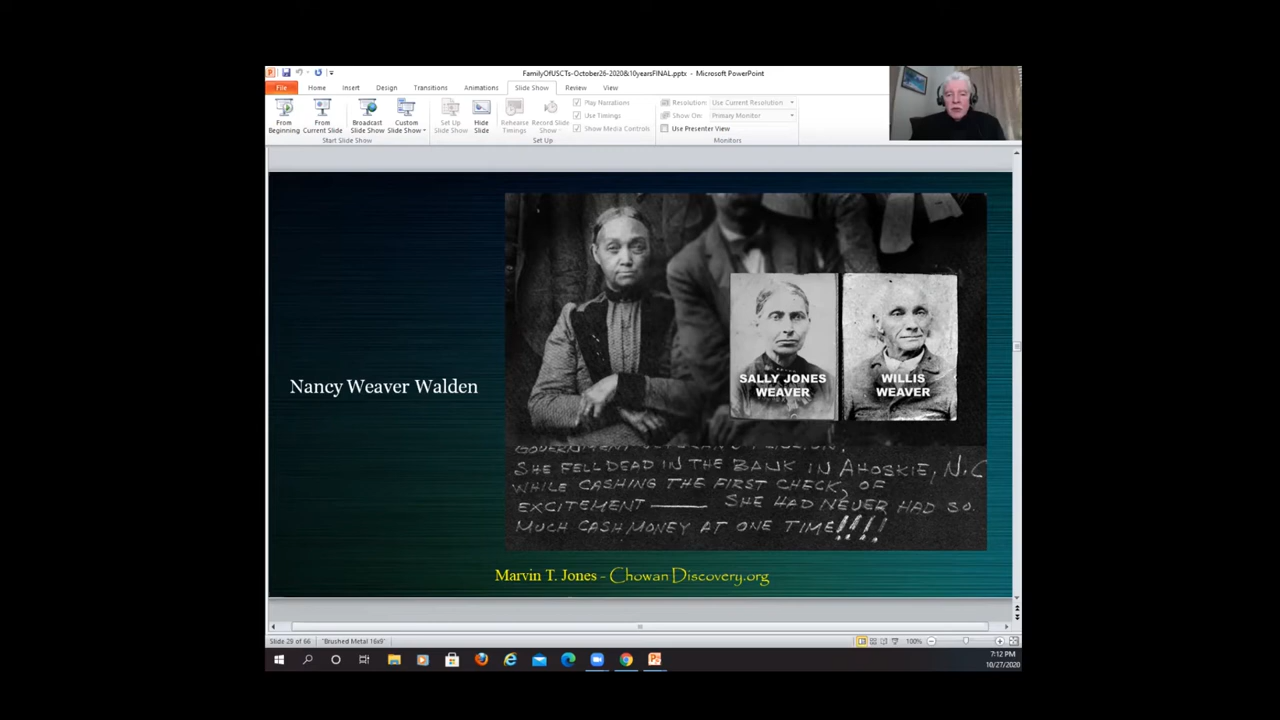 FamilyOfUSCTs-October26-2020&10yearsFINAL.pptx - Microsoft PowerPoint
File Home Insert Design Transitions Animations Slide Show Review View
From Beginning
From Current Slide
Broadcast Slide Show
Custom Slide Show
Start Slide Show
Set Up Slide Show
Hide Slide
Rehearse Timings
Record Slide Show
Play Narrations
Use Timings
Show Media Controls
Set Up
Resolution: Use Current Resolution
Show On: Primary Monitor
Use Presenter View
Monitors
Nancy Weaver Walden
SALLY JONES
WEAVER
WILLIS
WEAVER
SHE FELL DEAD IN THE BANK IN AHOSKIE, N.C
WHILE CASHING THE FIRST CHECK, OF
EXCITEMENT —— SHE HAD NEVER HAD SO
MUCH CASH MONEY AT ONE TIME!!!!
Marvin T. Jones - Chowan Discovery.org
Slide 29 of 66 "Brushed Metal 16x9" 100%
7:12 PM
10/27/2020